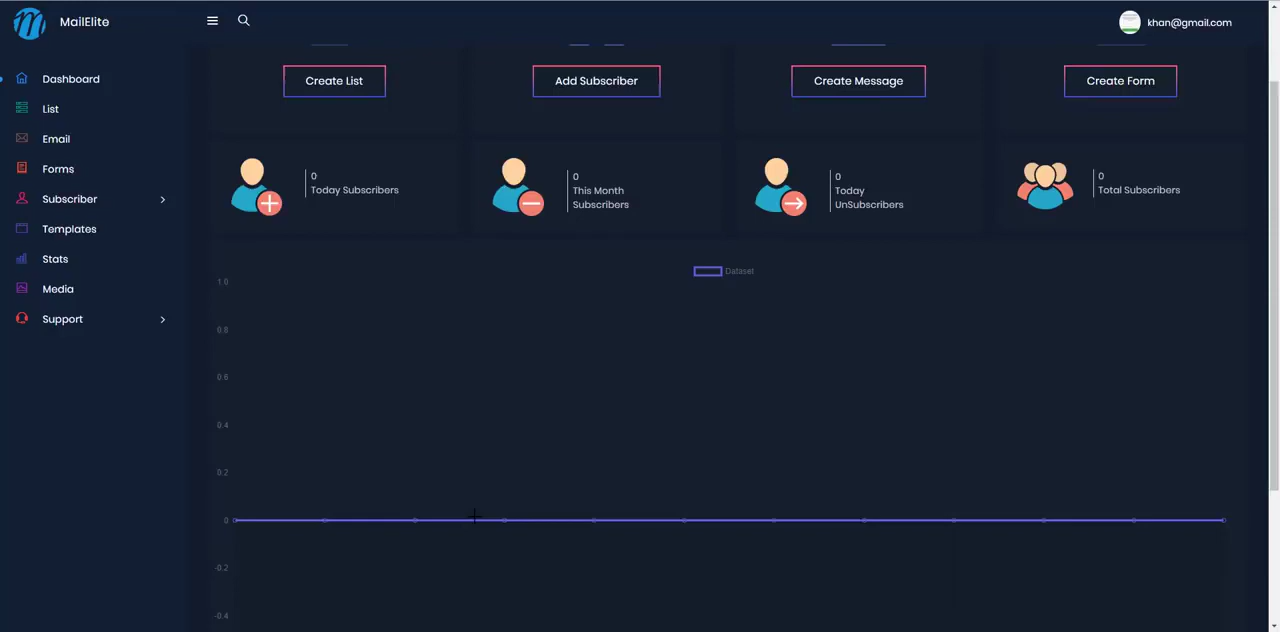 MailElite
khan@gmail.com
Dashboard
List
Email
Forms
Subscriber
Templates
Stats
Media
Support
Create List
Add Subscriber
Create Message
Create Form
0
Today Subscribers
0
This Month
Subscribers
0
Today
UnSubscribers
0
Total Subscribers
Dataset
1.0
0.8
0.6
0.4
0.2
0
-0.2
-0.4